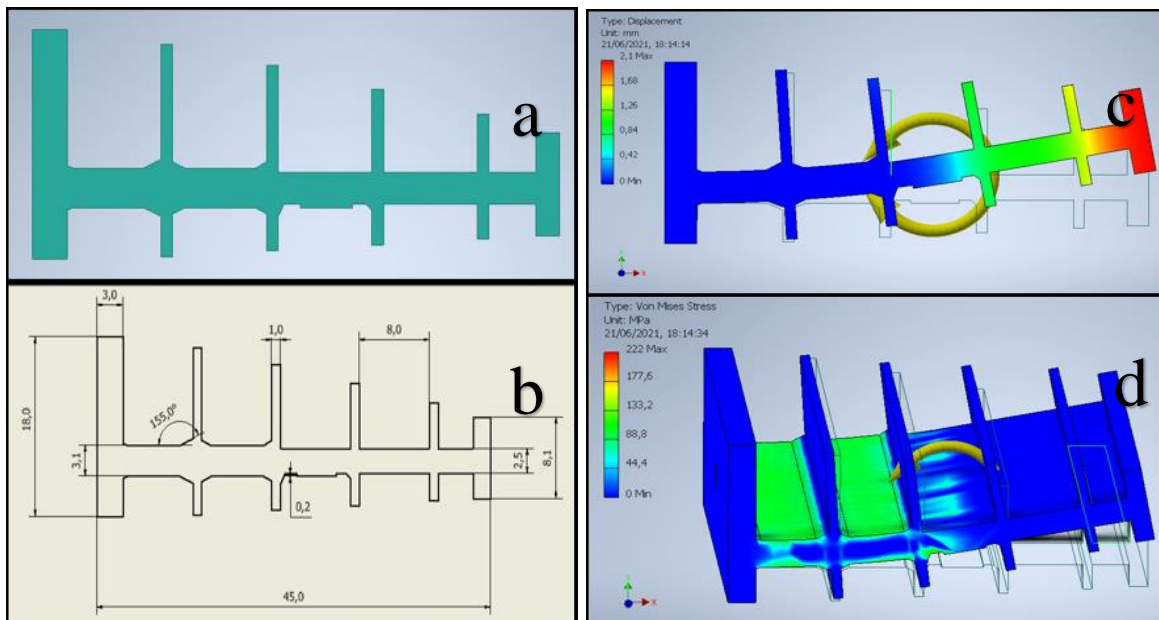 a
3,0
1,0
8,0
b
18,0
155,0°
3,1
2,5
8,1
0,2
45,0
Type: Displacement
Unit: mm
21/06/2021, 18:14:14
2,1 Max
1,68
1,26
0,84
0,42
0 Min
c
Y
X
Type: Von Mises Stress
Unit: MPa
21/06/2021, 18:14:34
222 Max
177,6
133,2
88,8
44,4
0 Min
d
X